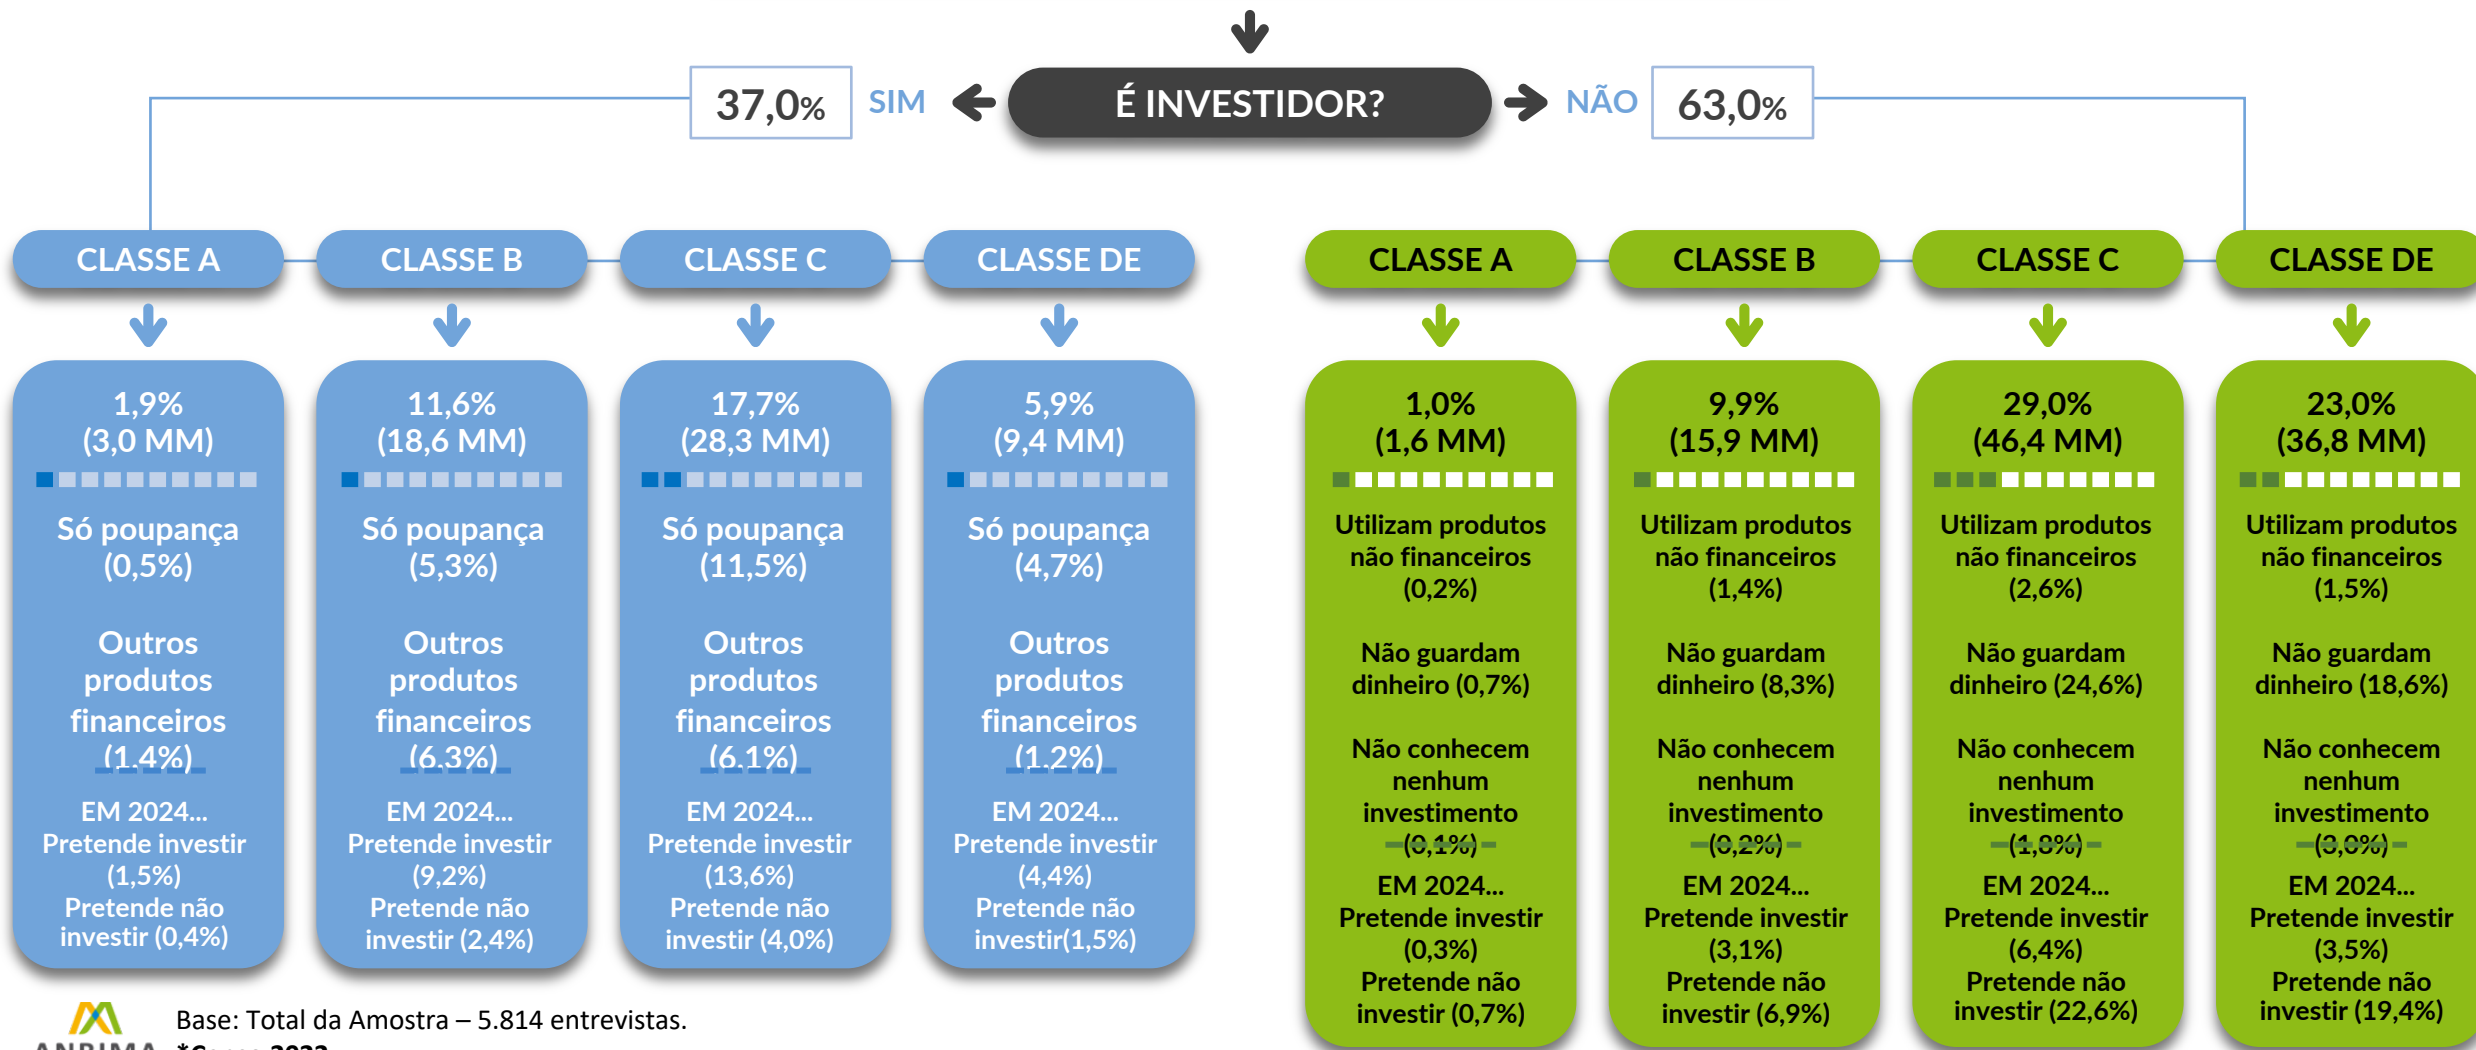 É INVESTIDOR?
37,0%
SIM
NÃO
63,0%
CLASSE A
1,9%
(3,0 MM)
Só poupança
(0,5%)
Outros
produtos
financeiros
(1,4%)
EM 2024...
Pretende investir
(1,5%)
Pretende não
investir (0,4%)
CLASSE B
11,6%
(18,6 MM)
Só poupança
(5,3%)
Outros
produtos
financeiros
(6,3%)
EM 2024...
Pretende investir
(9,2%)
Pretende não
investir (2,4%)
CLASSE C
17,7%
(28,3 MM)
Só poupança
(11,5%)
Outros
produtos
financeiros
(6,1%)
EM 2024...
Pretende investir
(13,6%)
Pretende não
investir (4,0%)
CLASSE DE
5,9%
(9,4 MM)
Só poupança
(4,7%)
Outros
produtos
financeiros
(1,2%)
EM 2024...
Pretende investir
(4,4%)
Pretende não
investir(1,5%)
CLASSE A
1,0%
(1,6 MM)
Utilizam produtos
não financeiros
(0,2%)
Não guardam
dinheiro (0,7%)
Não conhecem
nenhum
investimento
(0,1%)
EM 2024...
Pretende investir
(0,3%)
Pretende não
investir (0,7%)
CLASSE B
9,9%
(15,9 MM)
Utilizam produtos
não financeiros
(1,4%)
Não guardam
dinheiro (8,3%)
Não conhecem
nenhum
investimento
(0,2%)
EM 2024...
Pretende investir
(3,1%)
Pretende não
investir (6,9%)
CLASSE C
29,0%
(46,4 MM)
Utilizam produtos
não financeiros
(2,6%)
Não guardam
dinheiro (24,6%)
Não conhecem
nenhum
investimento
(1,8%)
EM 2024...
Pretende investir
(6,4%)
Pretende não
investir (22,6%)
CLASSE DE
23,0%
(36,8 MM)
Utilizam produtos
não financeiros
(1,5%)
Não guardam
dinheiro (18,6%)
Não conhecem
nenhum
investimento
(3,0%)
EM 2024...
Pretende investir
(3,5%)
Pretende não
investir (19,4%)
Base: Total da Amostra – 5.814 entrevistas.
ANBIMA
*Censo 2022